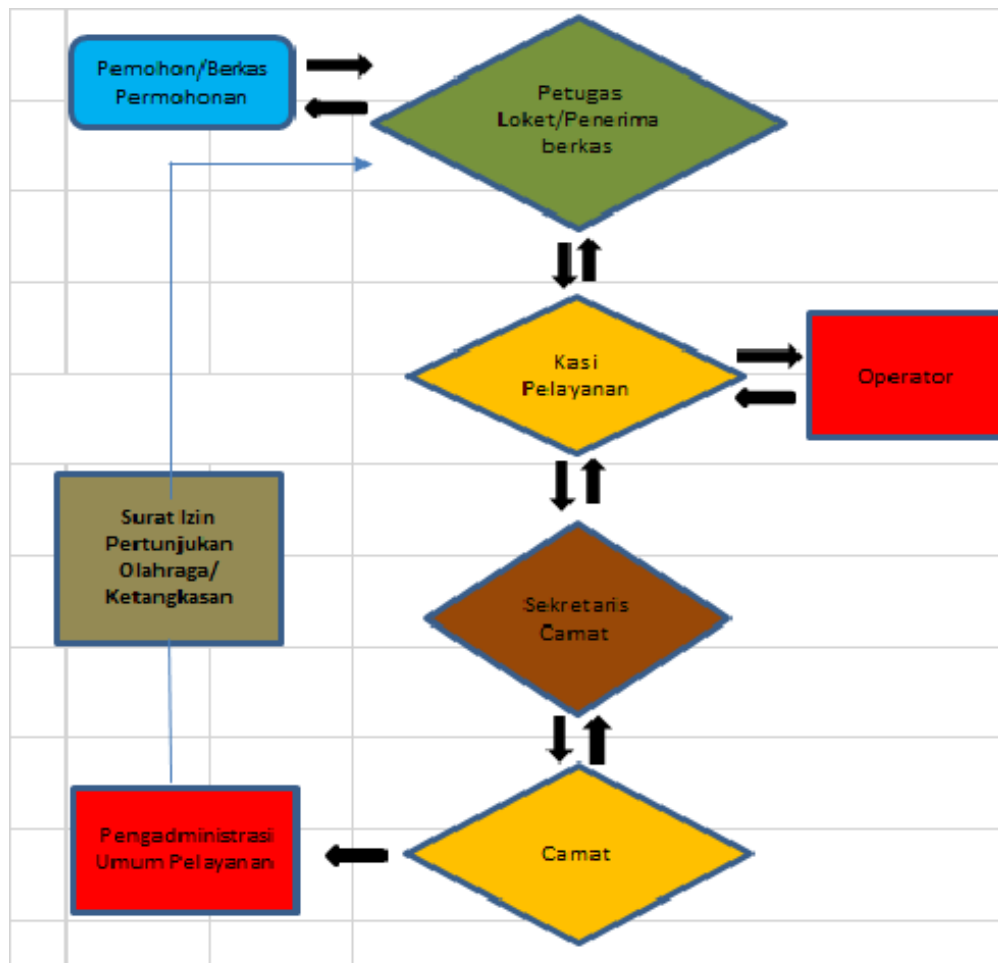 Pemohon/Berkas
Permohonan
Petugas
Loket/Penerima
berkas
Kasi
Pelayanan
Operator
Surat Izin
Pertunjukan
Olahraga/
Ketangkasan
Sekretaris
Camat
Pengadministrasi
Umum Pelayanan
Camat